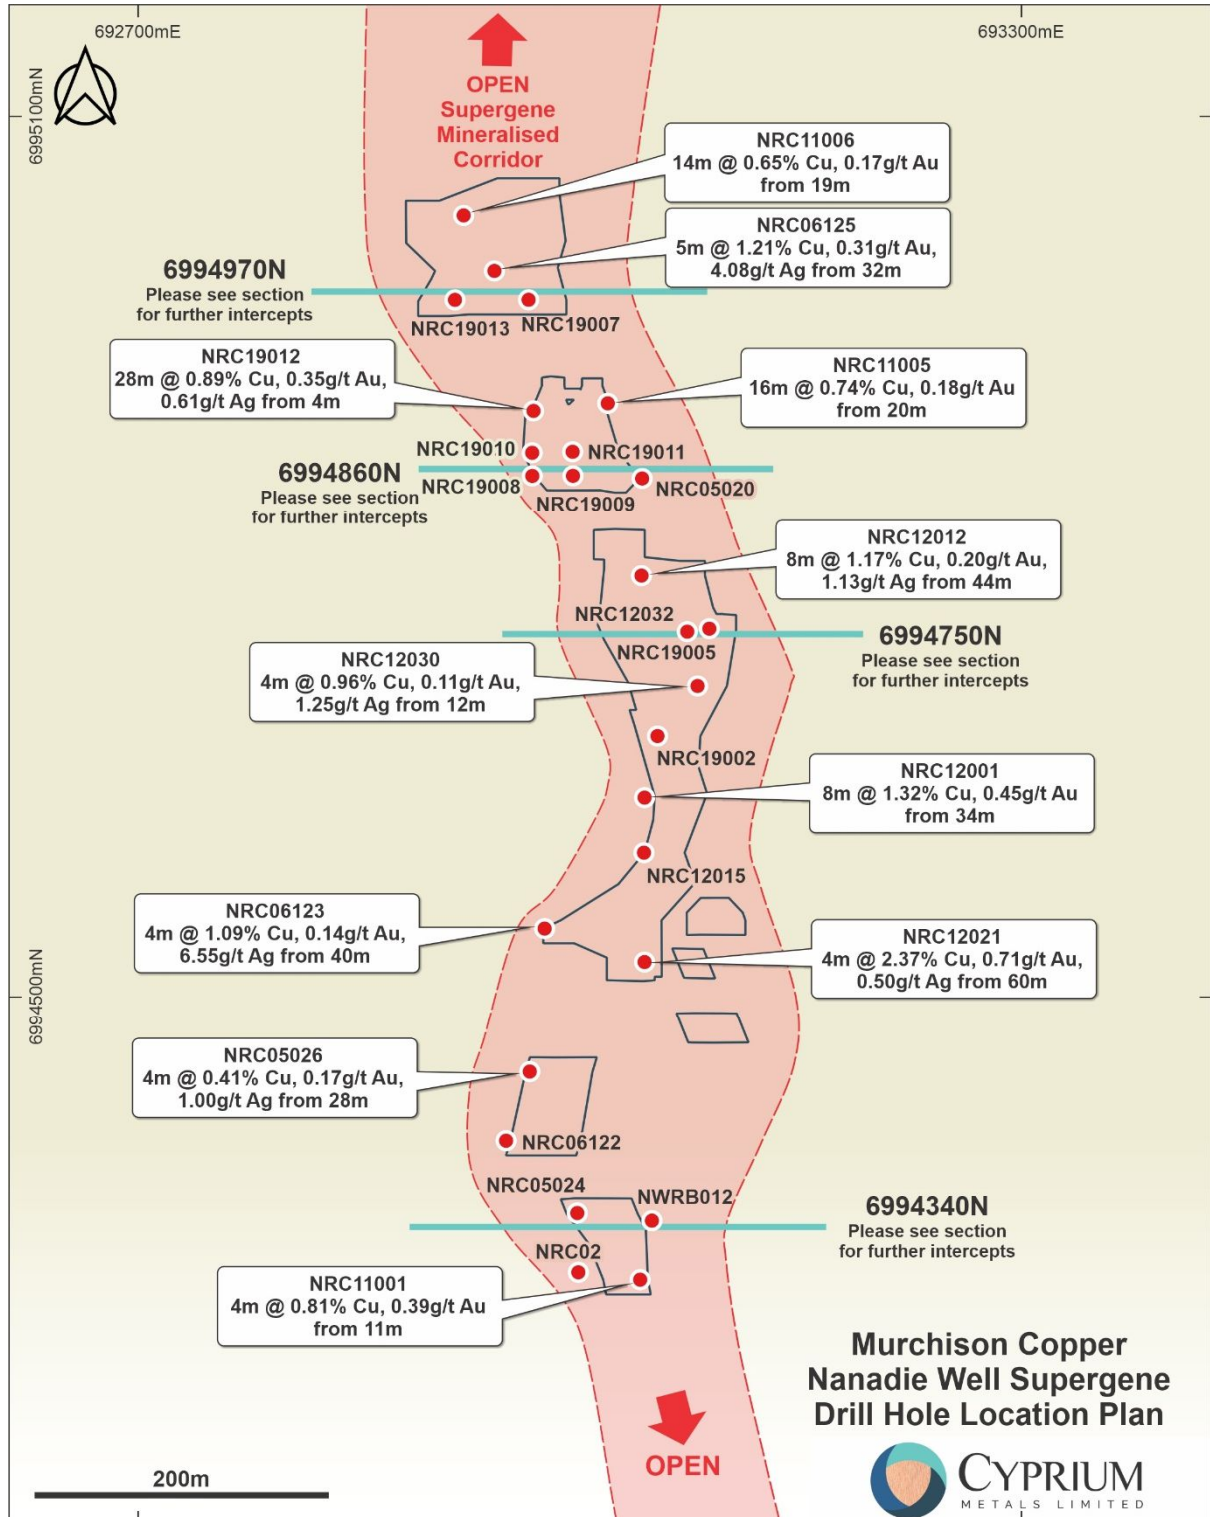 692700mE
693300mE
6995100mN
OPEN
Supergene
Mineralised
Corridor
NRC11006
14m @ 0.65% Cu, 0.17g/t Au
from 19m
NRC06125
5m @ 1.21% Cu, 0.31g/t Au,
4.08g/t Ag from 32m
6994970N
Please see section
for further intercepts
NRC19013
NRC19007
NRC19012
28m @ 0.89% Cu, 0.35g/t Au,
0.61g/t Ag from 4m
NRC11005
16m @ 0.74% Cu, 0.18g/t Au
from 20m
NRC19010
NRC19011
6994860N
Please see section
for further intercepts
NRC19008
NRC19009
NRC05020
NRC12012
8m @ 1.17% Cu, 0.20g/t Au,
1.13g/t Ag from 44m
NRC12032
NRC19005
6994750N
Please see section
for further intercepts
NRC12030
4m @ 0.96% Cu, 0.11g/t Au,
1.25g/t Ag from 12m
NRC19002
NRC12001
8m @ 1.32% Cu, 0.45g/t Au
from 34m
NRC12015
NRC06123
4m @ 1.09% Cu, 0.14g/t Au,
6.55g/t Ag from 40m
NRC12021
4m @ 2.37% Cu, 0.71g/t Au,
0.50g/t Ag from 60m
6994500mN
NRC05026
4m @ 0.41% Cu, 0.17g/t Au,
1.00g/t Ag from 28m
NRC06122
NRC05024
NWRB012
6994340N
Please see section
for further intercepts
NRC02
NRC11001
4m @ 0.81% Cu, 0.39g/t Au
from 11m
Murchison Copper
Nanadie Well Supergene
Drill Hole Location Plan
OPEN
200m
CYPRIUM
METALS LIMITED